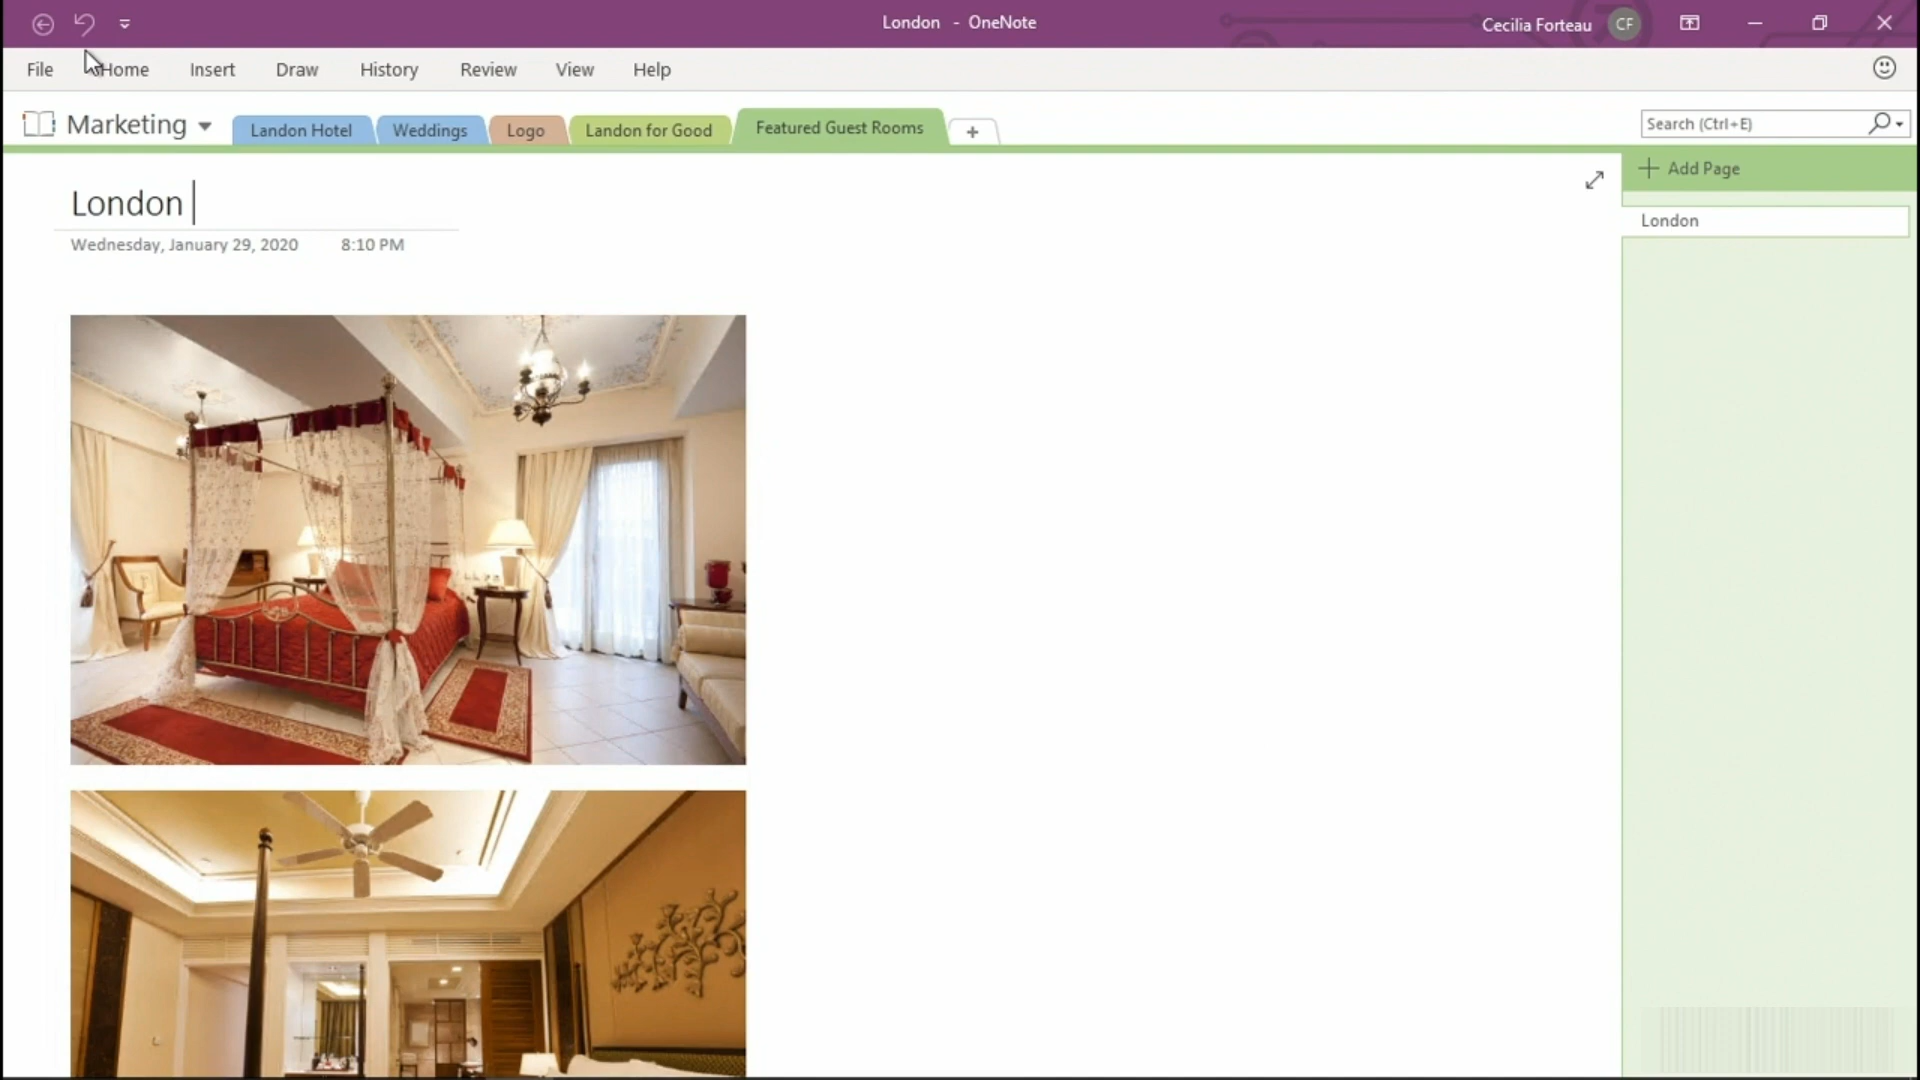 London - OneNote
Cecilia Forteau CF
File Home Insert Draw History Review View Help
Marketing Landon Hotel Weddings Logo Landon for Good Featured Guest Rooms + Search (Ctrl+E)
Add Page
London
London
Wednesday, January 29, 2020 8:10 PM